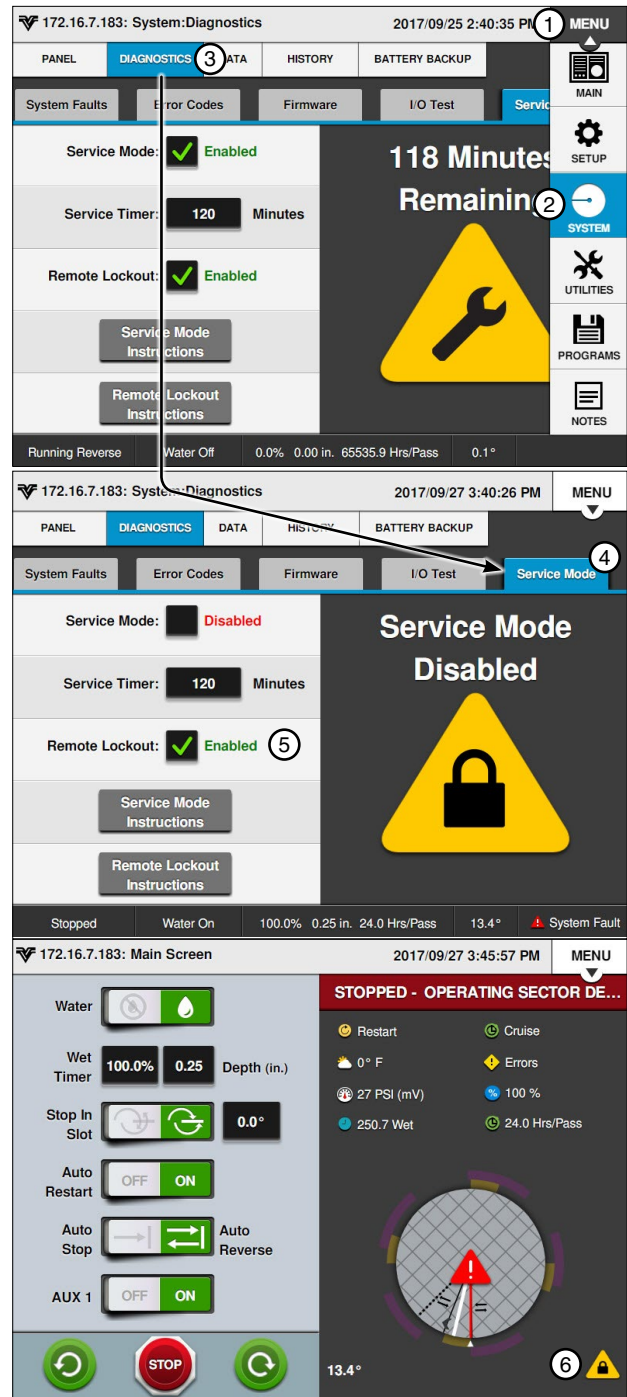 172.16.7.183: System:Diagnostics 2017/09/25 2:40:35 PM 1 MENU
PANEL DIAGNOSTICS 3 DATA HISTORY BATTERY BACKUP
MAIN
System Faults Error Codes Firmware I/O Test
Service Mode: Enabled
118 Minutes
Remaining
SETUP
Service Timer: 120 Minutes
2
SYSTEM
Remote Lockout: Enabled
UTILITIES
Service Mode
Instructions
PROGRAMS
Remote Lockout
Instructions
NOTES
Running Reverse Water Off 0.0% 0.00 in. 65535.9 Hrs/Pass 0.1°
172.16.7.183: System:Diagnostics 2017/09/27 3:40:26 PM MENU
PANEL DIAGNOSTICS DATA HISTORY BATTERY BACKUP
4
System Faults Error Codes Firmware I/O Test Service Mode
Service Mode: Disabled
Service Mode
Disabled
Service Timer: 120 Minutes
Remote Lockout: Enabled 5
Service Mode
Instructions
Remote Lockout
Instructions
Stopped Water On 100.0% 0.25 in. 24.0 Hrs/Pass 13.4° System Fault
172.16.7.183: Main Screen 2017/09/27 3:45:57 PM MENU
STOPPED - OPERATING SECTOR DE...
Water
Wet
Timer
100.0% 0.25 Depth (in.)
Stop In
Slot
0.0°
Auto
Restart
OFF ON
Auto
Stop
Auto
Reverse
AUX 1 OFF ON
STOP
Restart Cruise
0° F Errors
27 PSI (mV) 100 %
250.7 Wet 24.0 Hrs/Pass
13.4°
6